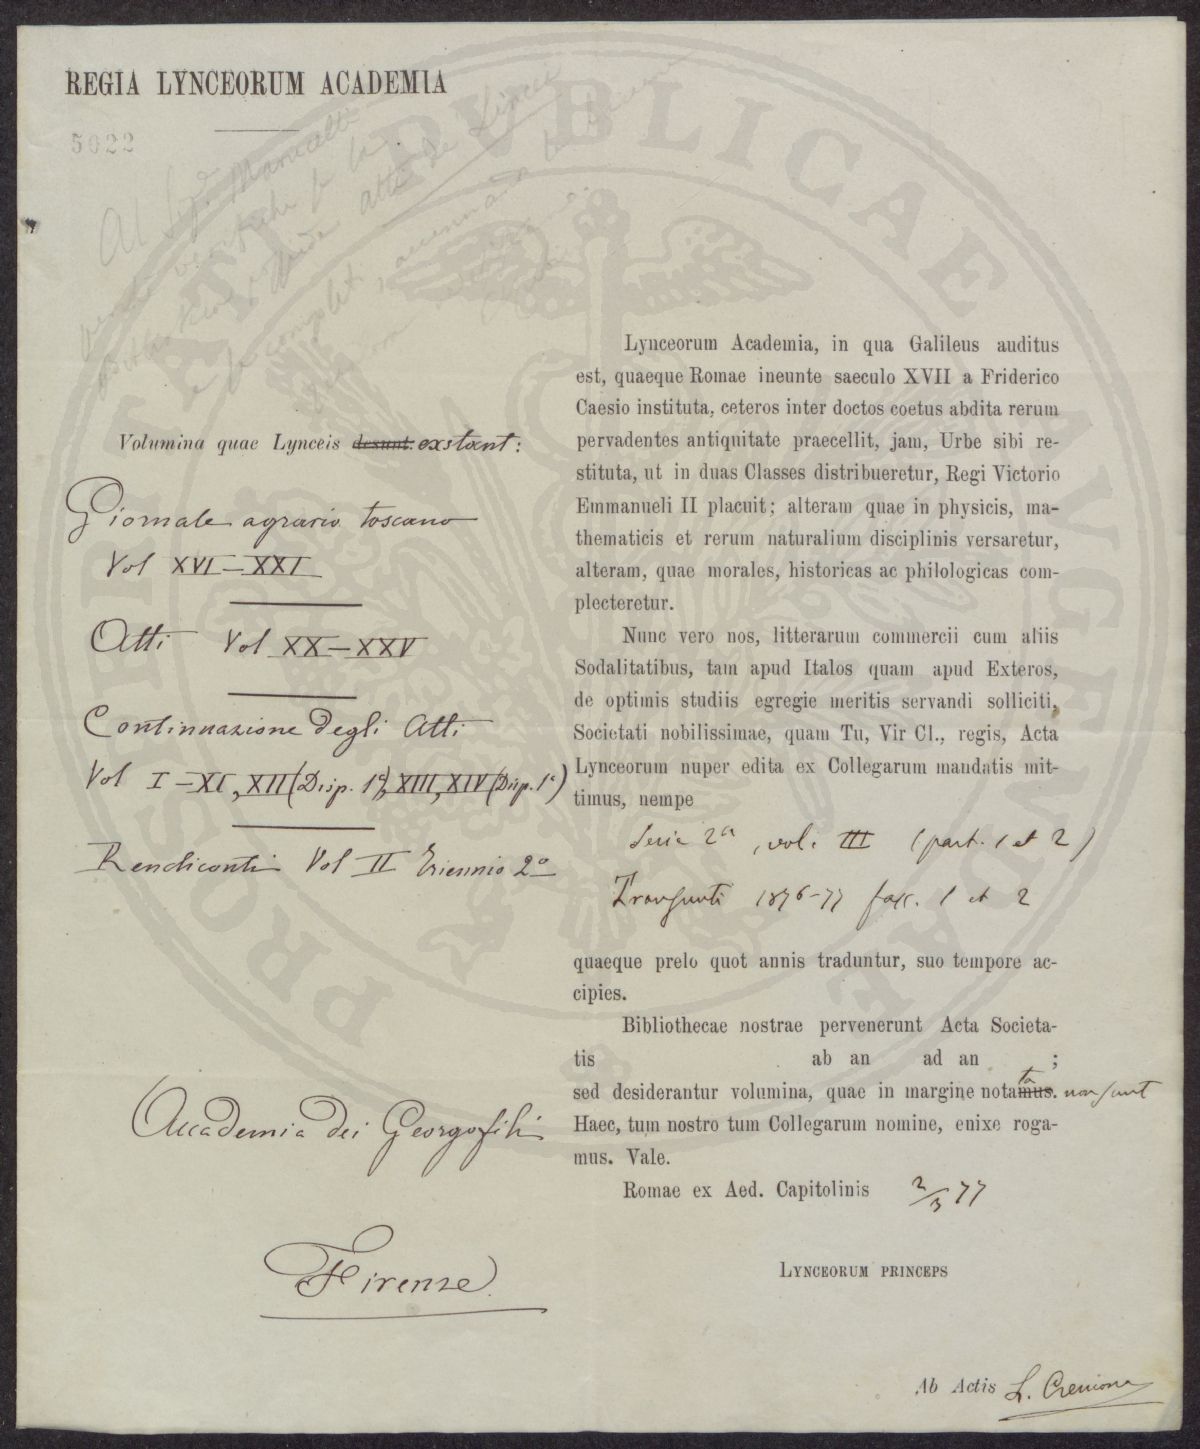 REGIA LYNCEORUM ACADEMIA
5022
Al Sig.r Marucelli
Volumina quae Lynceis desunt. exstant:
Giornale agrario toscano
Vol XVI–XXI
Atti Vol XX–XXV
Continuazione degli Atti
Vol I–XI, XII (Disp. 1ª), XIII, XIV (Disp. 1ª)
Rendiconti Vol II Triennio 2º
Accademia dei Georgofili
Firenze
Lynceorum Academia, in qua Galileus auditus
est, quaeque Romae ineunte saeculo XVII a Friderico
Caesio instituta, ceteros inter doctos coetus abdita rerum
pervadentes antiquitate praecellit, jam, Urbe sibi re-
stituta, ut in duas Classes distribueretur, Regi Victorio
Emmanueli II placuit; alteram quae in physicis, ma-
thematicis et rerum naturalium disciplinis versaretur,
alteram, quae morales, historicas ac philologicas com-
plecteretur.
Nunc vero nos, litterarum commercii cum aliis
Sodalitatibus, tam apud Italos quam apud Exteros,
de optimis studiis egregie meritis servandi solliciti,
Societati nobilissimae, quam Tu, Vir Cl., regis, Acta
Lynceorum nuper edita ex Collegarum mandatis mit-
timus, nempe
Serie 2ª, vol. III (part. 1 et 2)
Transunti 1876-77 fasc. 1 et 2
quaeque prelo quot annis traduntur, suo tempore ac-
cipies.
Bibliothecae nostrae pervenerunt Acta Societa-
tis ab an ad an ;
sed desiderantur volumina, quae in margine notamus. ta non sunt
Haec, tum nostro tum Collegarum nomine, enixe roga-
mus. Vale.
Romae ex Aed. Capitolinis 2/3 77
LYNCEORUM PRINCEPS
Ab Actis L. Cremona
PROSPERITATI PVBLICAE AVGENDAE